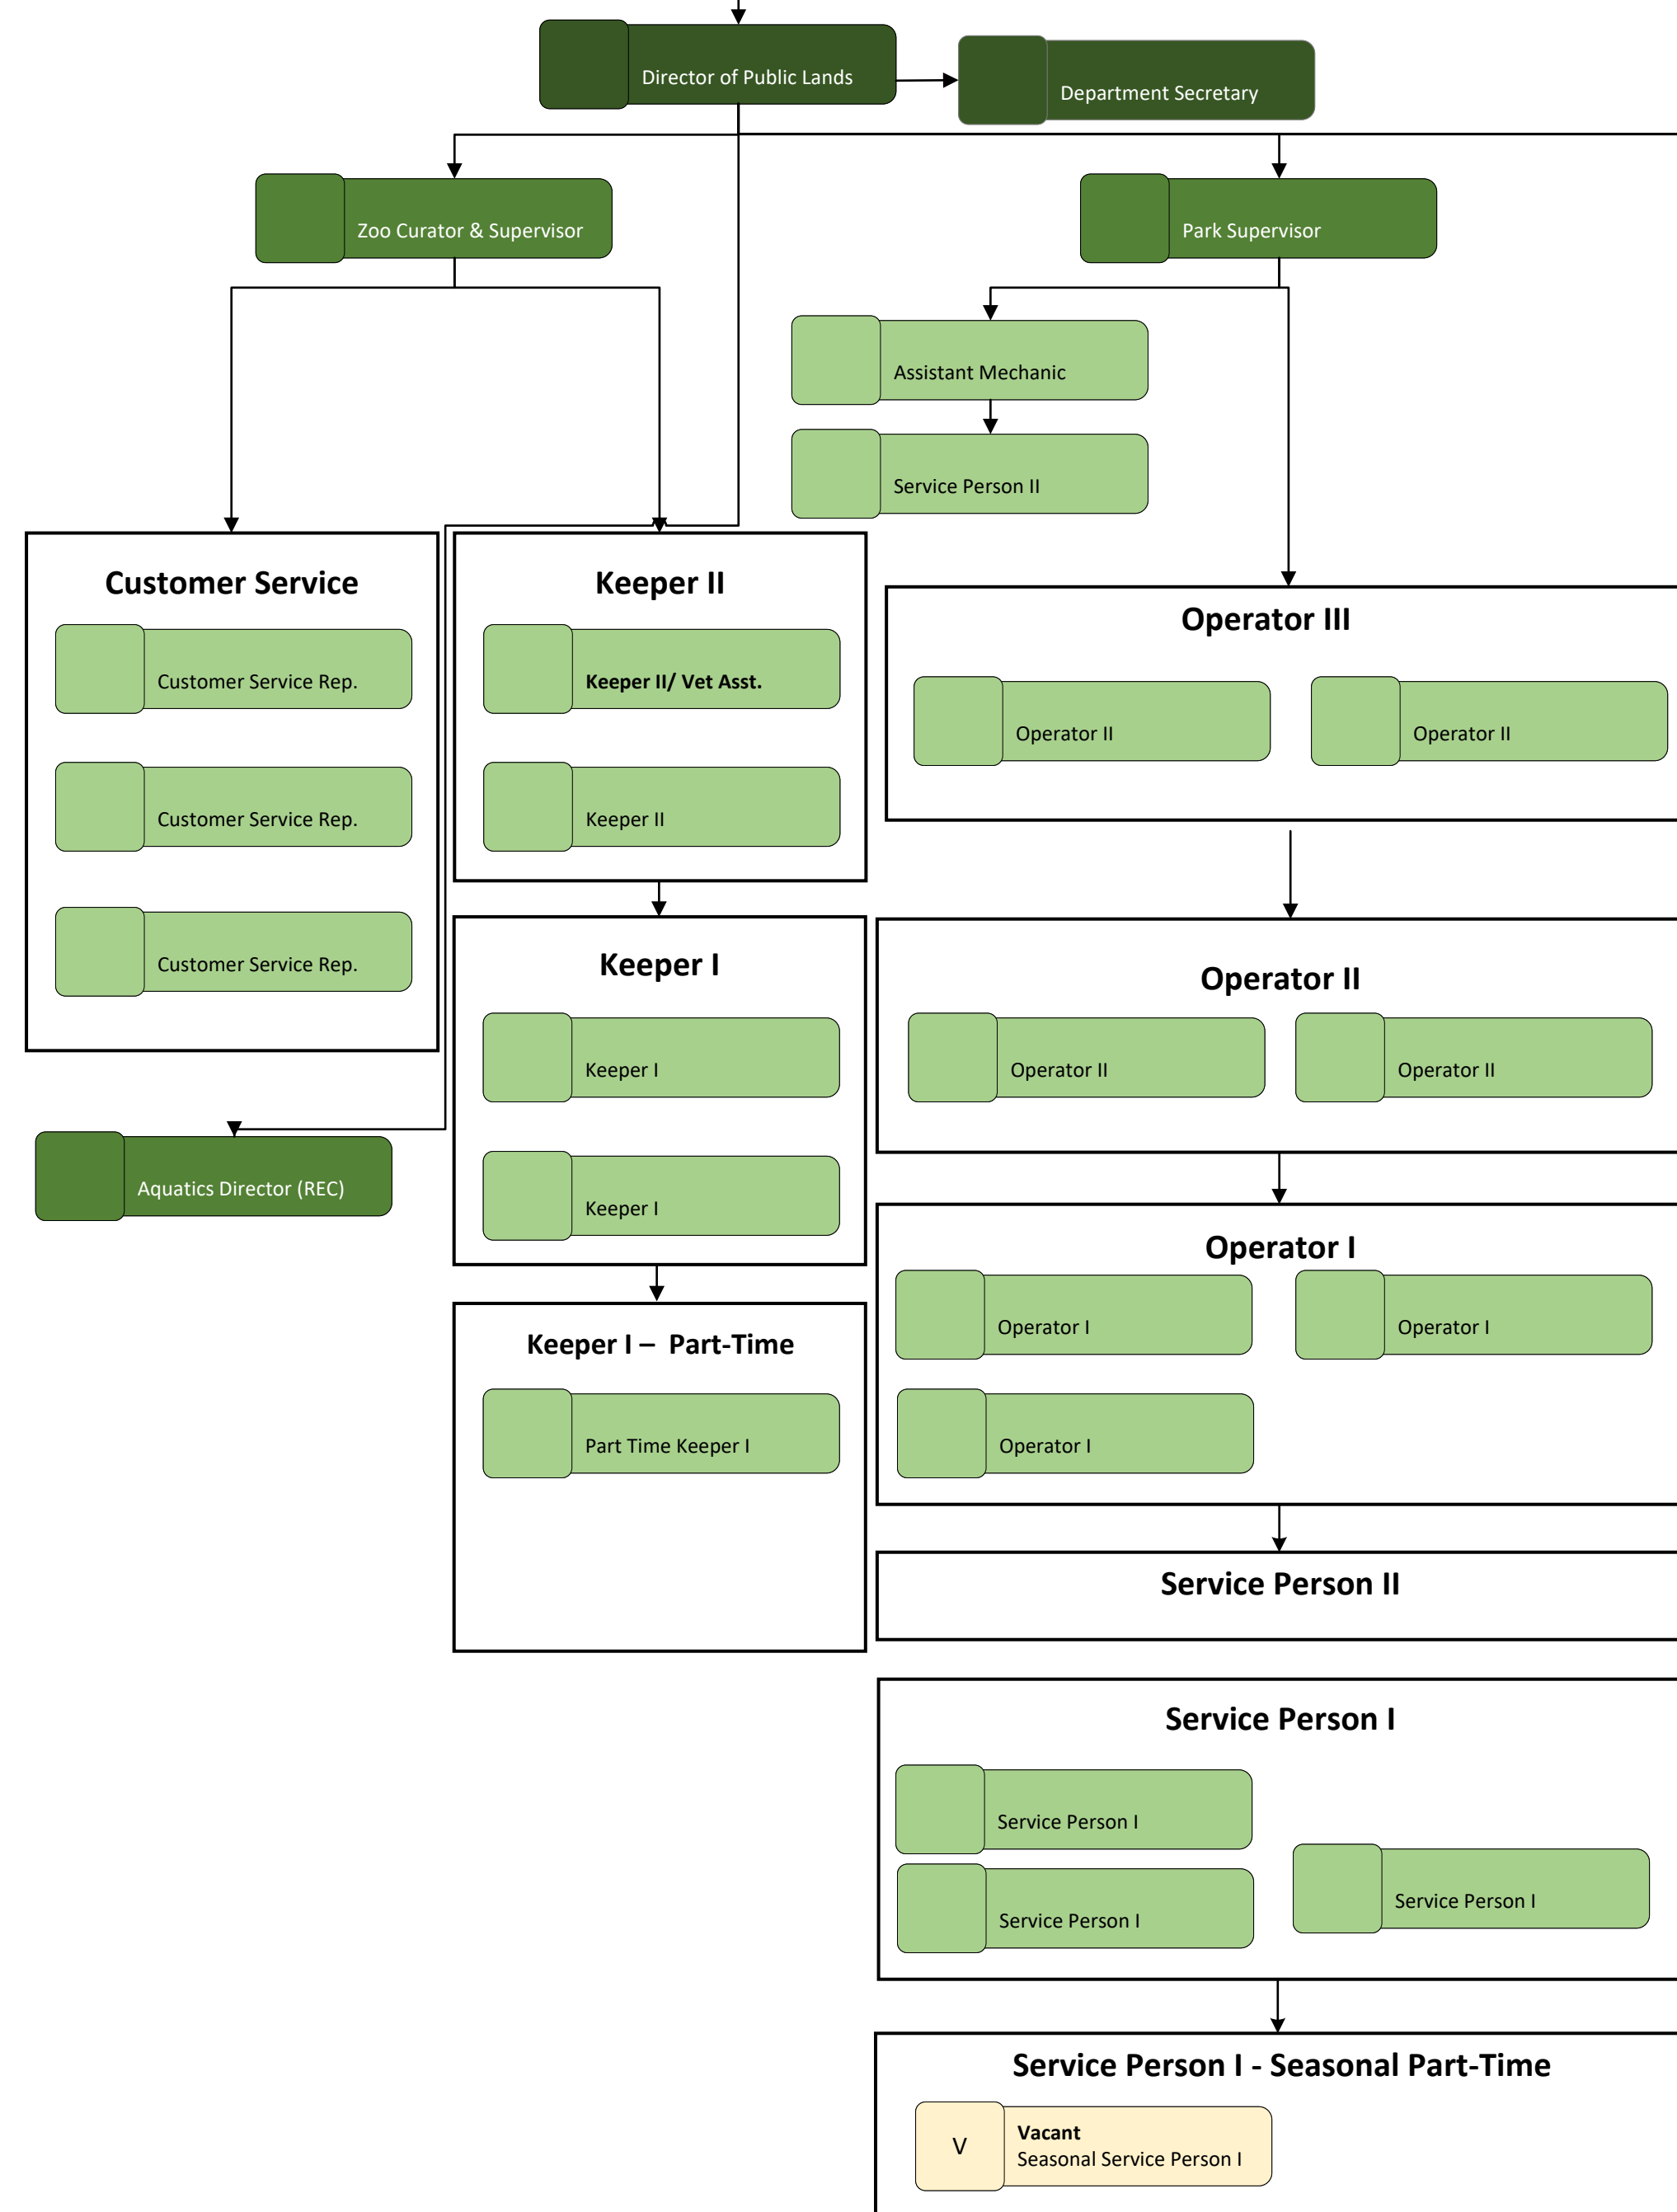 Director of Public Lands
Department Secretary
Zoo Curator & Supervisor
Park Supervisor
Assistant Mechanic
Service Person II
Customer Service
Customer Service Rep.
Customer Service Rep.
Customer Service Rep.
Keeper II
Keeper II/ Vet Asst.
Keeper II
Operator III
Operator II
Operator II
Keeper I
Keeper I
Keeper I
Operator II
Operator II
Operator II
Aquatics Director (REC)
Operator I
Operator I
Operator I
Operator I
Keeper I – Part-Time
Part Time Keeper I
Service Person II
Service Person I
Service Person I
Service Person I
Service Person I
Service Person I - Seasonal Part-Time
V
Vacant
Seasonal Service Person I